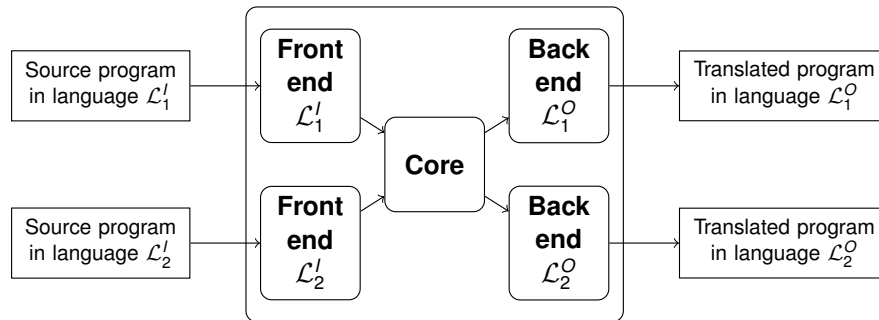 Source program
in language ℒ₁ᴵ
Front
end
ℒ₁ᴵ
Back
end
ℒ₁ᴼ
Translated program
in language ℒ₁ᴼ
Core
Source program
in language ℒ₂ᴵ
Front
end
ℒ₂ᴵ
Back
end
ℒ₂ᴼ
Translated program
in language ℒ₂ᴼ